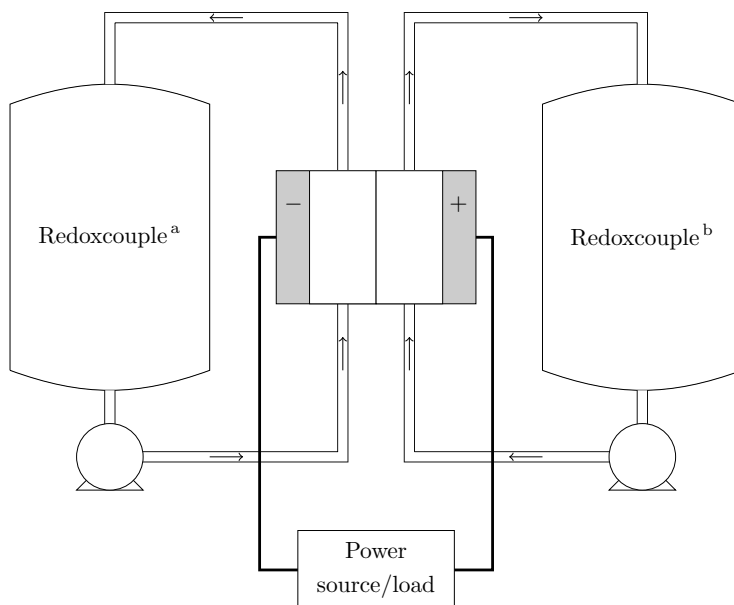 − +
Redoxcouple a
Redoxcouple b
Power
source/load